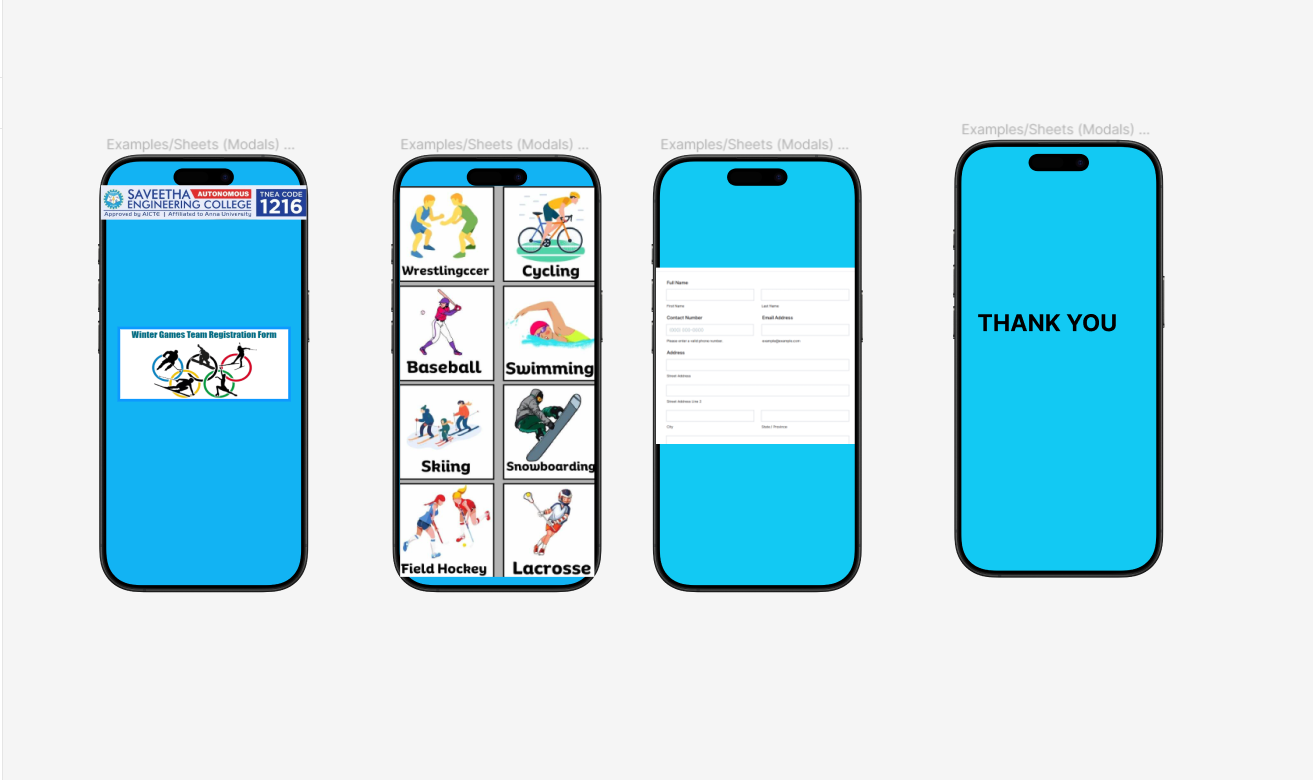 Examples/Sheets (Modals) ...
SAVEETHA AUTONOMOUS
ENGINEERING COLLEGE
Approved by AICTE | Affiliated to Anna University
TNEA CODE
1216
Winter Games Team Registration Form
Examples/Sheets (Modals) ...
Wrestlingccer
Cycling
Baseball
Swimming
Skiing
Snowboarding
Field Hockey
Lacrosse
Examples/Sheets (Modals) ...
Full Name
First Name
Last Name
Contact Number
Email Address
Please enter a valid phone number.
example@example.com
Address
Street Address
Street Address Line 2
City
State / Province
Examples/Sheets (Modals) ...
THANK YOU